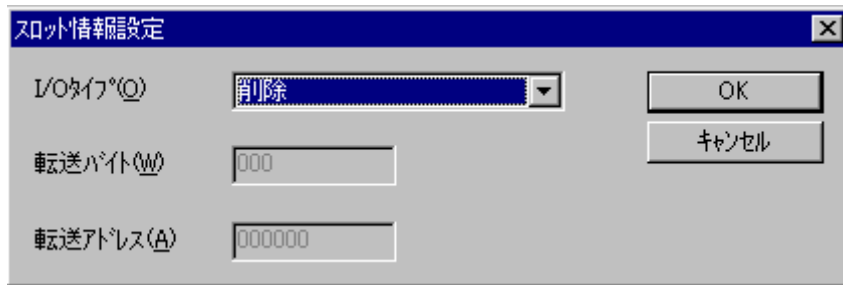 スロット情報設定
I/Oﾀｲﾌﾟ(O)
削除
OK
キャンセル
転送ﾊﾞｲﾄ(W)
000
転送ｱﾄﾞﾚｽ(A)
000000